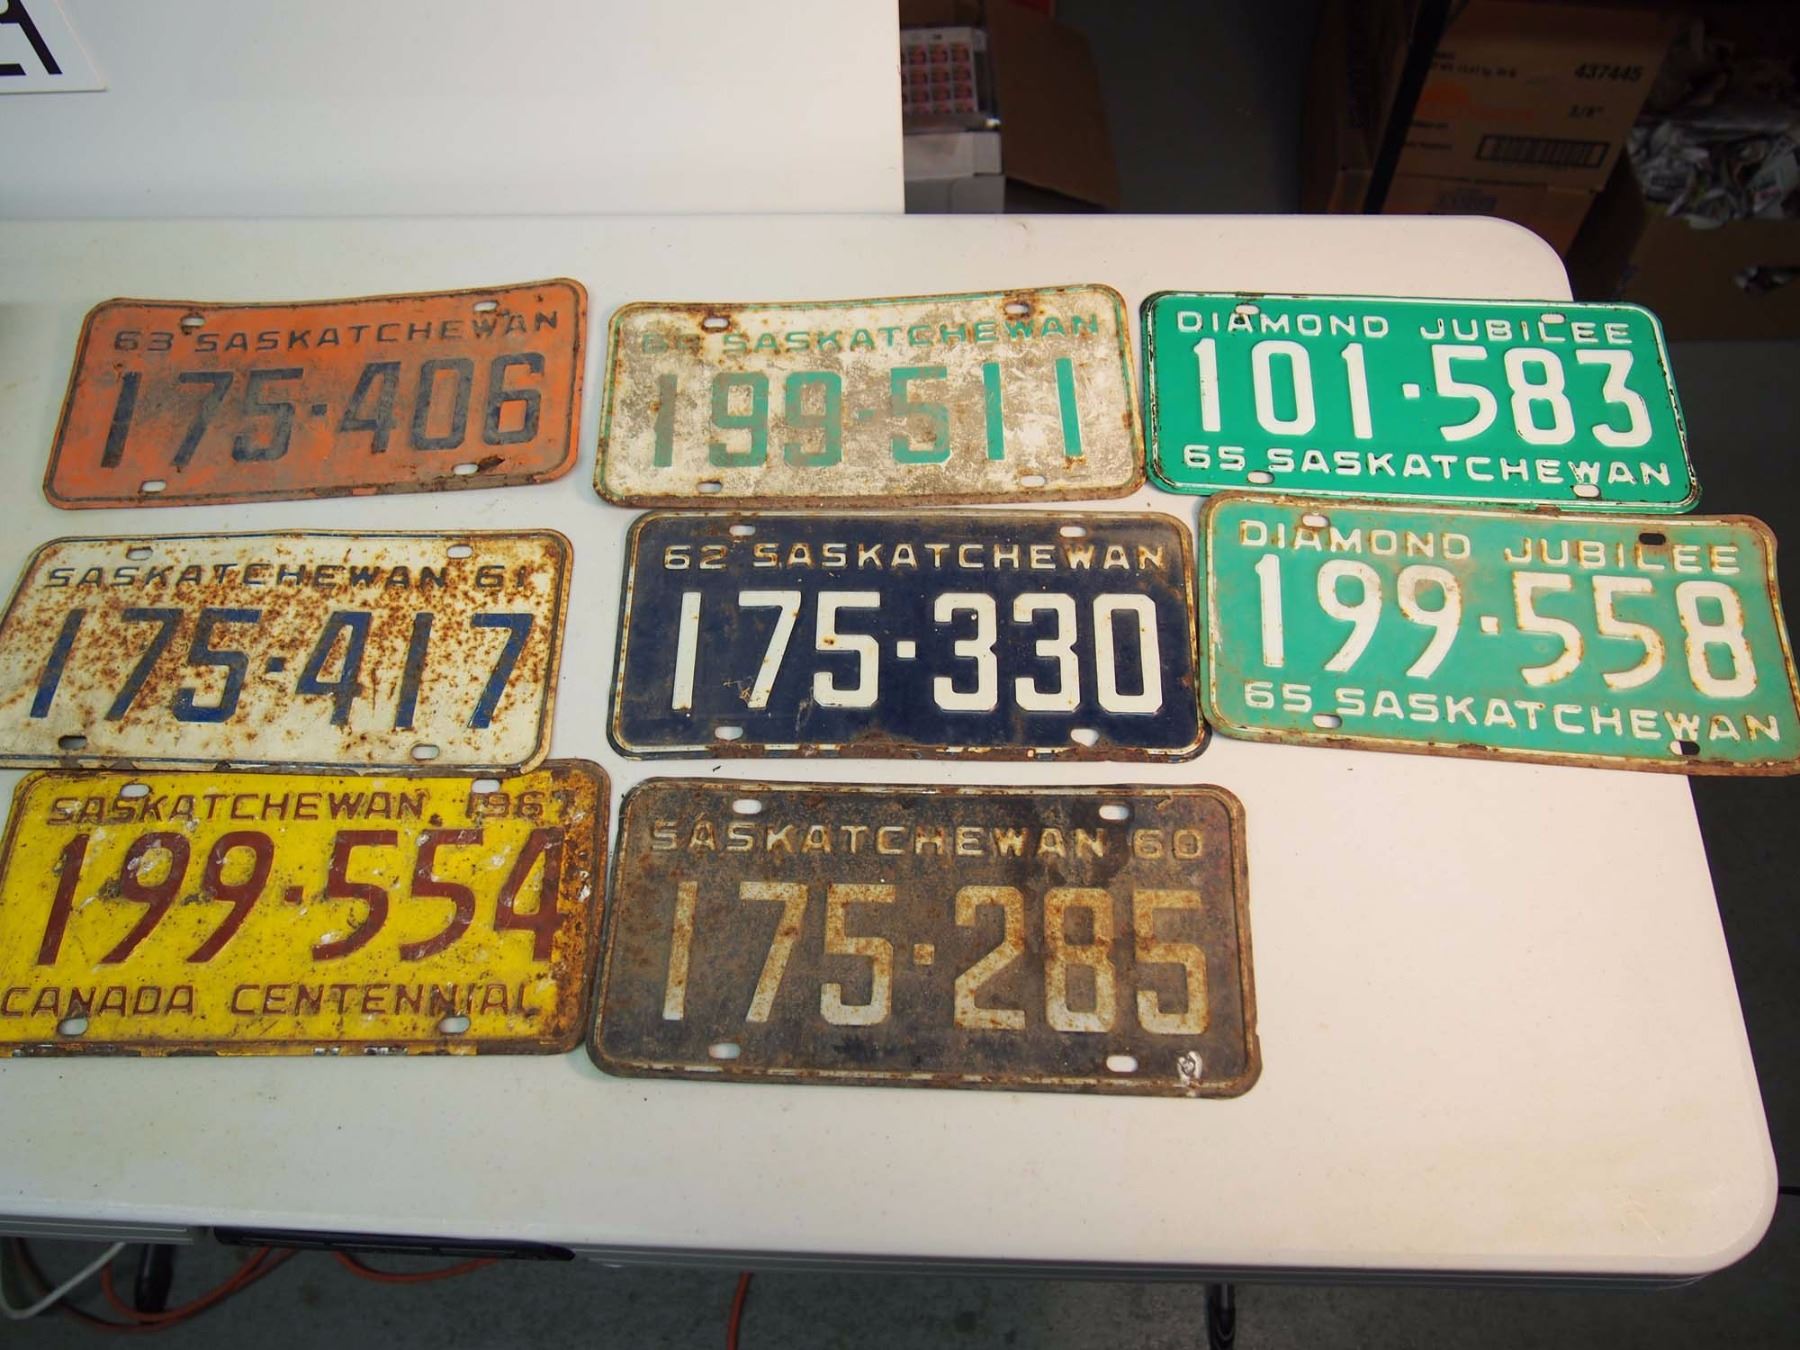 437445
63 SASKATCHEWAN
175·406
SASKATCHEWAN
199·511
DIAMOND JUBILEE
101·583
65 SASKATCHEWAN
SASKATCHEWAN 61
175·417
62 SASKATCHEWAN
175·330
DIAMOND JUBILEE
199·558
65 SASKATCHEWAN
SASKATCHEWAN 1967
199·554
CANADA CENTENNIAL
SASKATCHEWAN 60
175·285